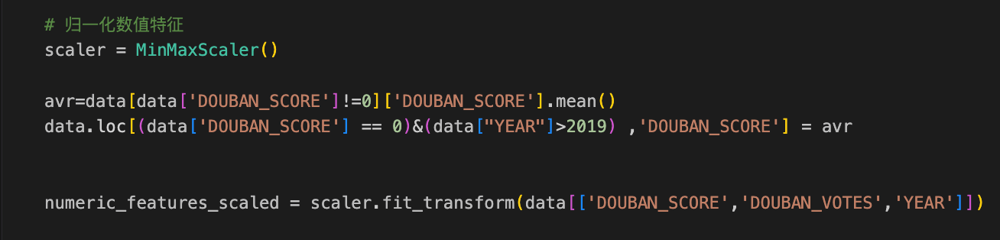 # 归一化数值特征
scaler = MinMaxScaler()
avr=data[data['DOUBAN_SCORE']!=0]['DOUBAN_SCORE'].mean()
data.loc[(data['DOUBAN_SCORE'] == 0)&(data["YEAR"]>2019) ,'DOUBAN_SCORE'] = avr
numeric_features_scaled = scaler.fit_transform(data[['DOUBAN_SCORE','DOUBAN_VOTES','YEAR']])